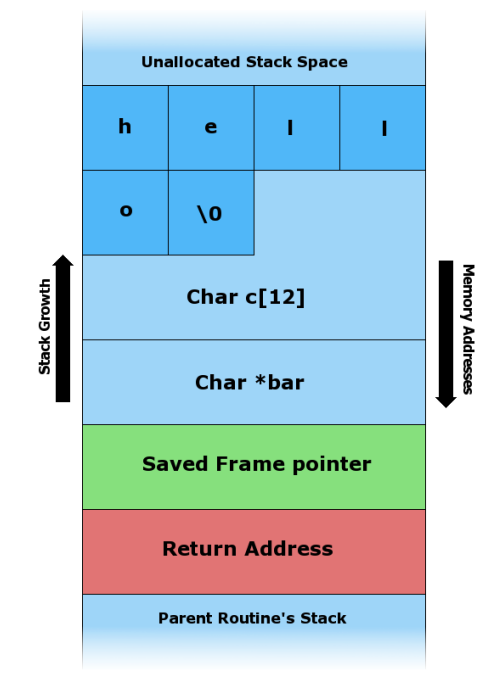 Unallocated Stack Space
h e l l
o \0
Char c[12]
Stack Growth
Memory Addresses
Char *bar
Saved Frame pointer
Return Address
Parent Routine's Stack